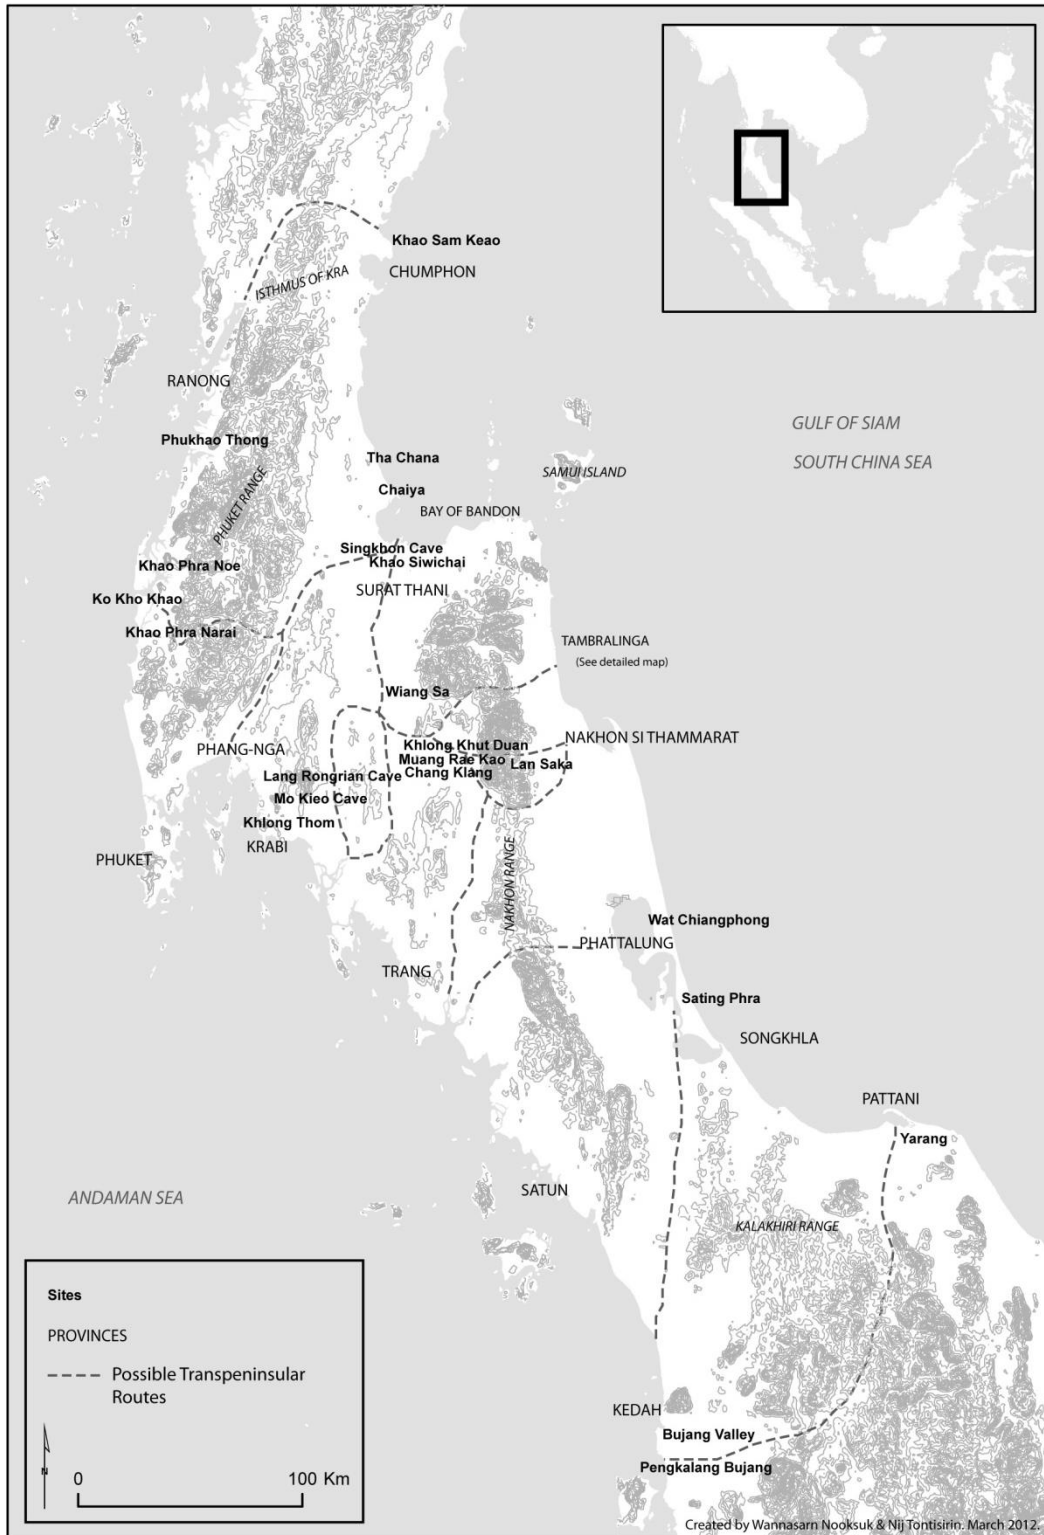 Khao Sam Keao
CHUMPHON
ISTHMUS OF KRA
RANONG
GULF OF SIAM
Phukhao Thong
Tha Chana
SOUTH CHINA SEA
SAMUI ISLAND
PHUKET RANGE
Chaiya
BAY OF BANDON
Singkhon Cave
Khao Siwichai
Khao Phra Noe
SURAT THANI
Ko Kho Khao
Khao Phra Narai
TAMBRALINGA
(See detailed map)
Wiang Sa
NAKHON SI THAMMARAT
PHANG-NGA
Khlong Khut Duan
Muang Rae Kao
Lan Saka
Chang Klang
Lang Rongrian Cave
Mo Kieo Cave
Khlong Thom
KRABI
PHUKET
NAKHON RANGE
Wat Chiangphong
PHATTALUNG
TRANG
Sating Phra
SONGKHLA
PATTANI
Yarang
SATUN
ANDAMAN SEA
KALAKHIRI RANGE
Sites
PROVINCES
Possible Transpeninsular
Routes
N
0 100 Km
KEDAH
Bujang Valley
Pengkalang Bujang
Created by Wannasarn Nooksuk & Nij Tontisirin. March 2012.